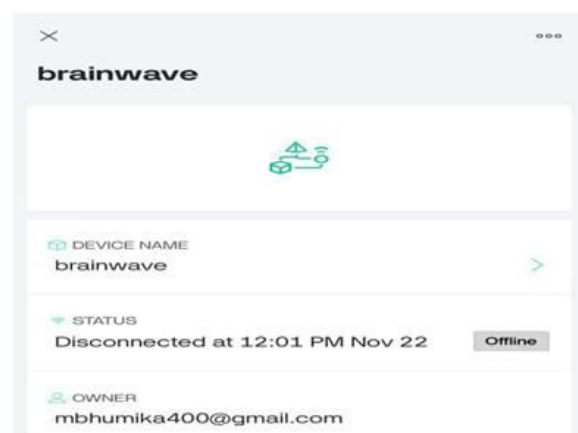 brainwave
DEVICE NAME
brainwave
STATUS
Disconnected at 12:01 PM Nov 22
Offline
OWNER
mbhumika400@gmail.com